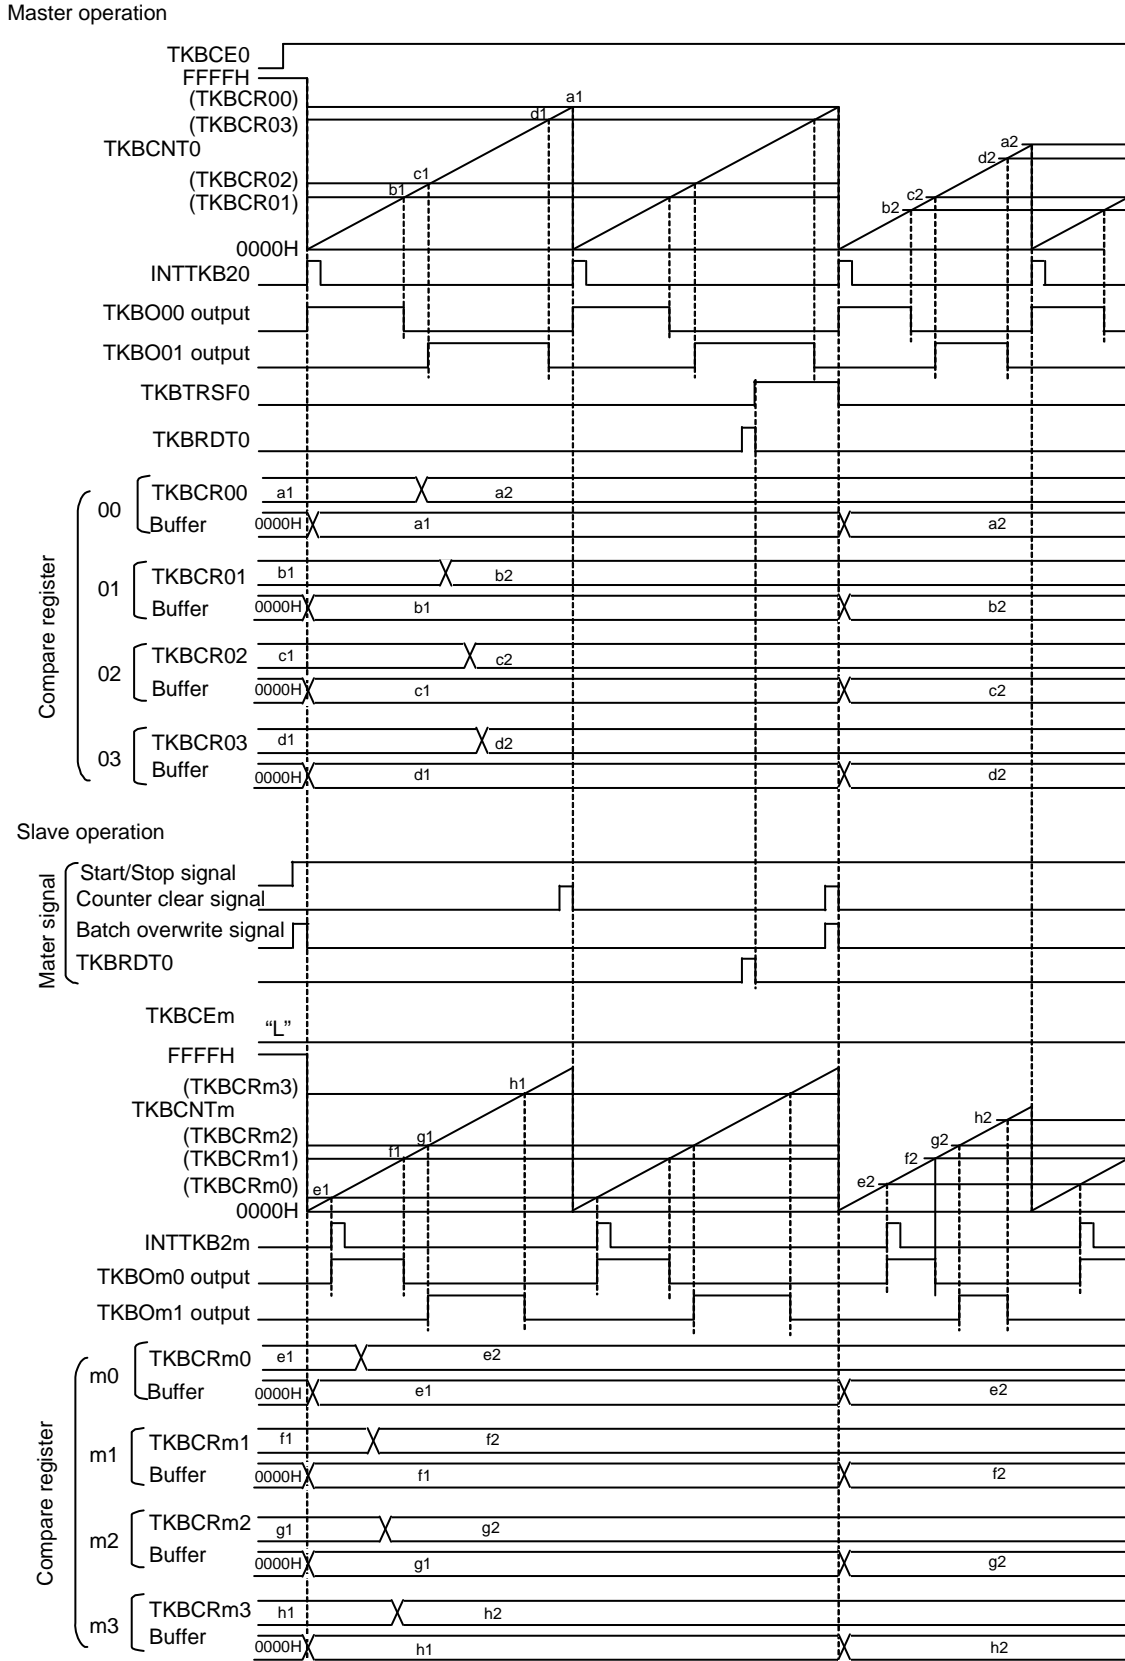 Master operation
TKBCE0
FFFFH
(TKBCR00)
a1
d1
(TKBCR03)
a2
TKBCNT0
d2
c1
(TKBCR02)
b1
c2
(TKBCR01)
b2
0000H
INTTKB20
TKBO00 output
TKBO01 output
TKBTRSF0
TKBRDT0
Compare register
00
TKBCR00
a1
a2
Buffer
0000H
a1
a2
01
TKBCR01
b1
b2
Buffer
0000H
b1
b2
02
TKBCR02
c1
c2
Buffer
0000H
c1
c2
03
TKBCR03
d1
d2
Buffer
0000H
d1
d2
Slave operation
Mater signal
Start/Stop signal
Counter clear signal
Batch overwrite signal
TKBRDT0
TKBCEm
“L”
FFFFH
(TKBCRm3)
h1
TKBCNTm
h2
(TKBCRm2)
g1
g2
(TKBCRm1)
f1
f2
(TKBCRm0)
e1
e2
0000H
INTTKB2m
TKBOm0 output
TKBOm1 output
Compare register
m0
TKBCRm0
e1
e2
Buffer
0000H
e1
e2
m1
TKBCRm1
f1
f2
Buffer
0000H
f1
f2
m2
TKBCRm2
g1
g2
Buffer
0000H
g1
g2
m3
TKBCRm3
h1
h2
Buffer
0000H
h1
h2